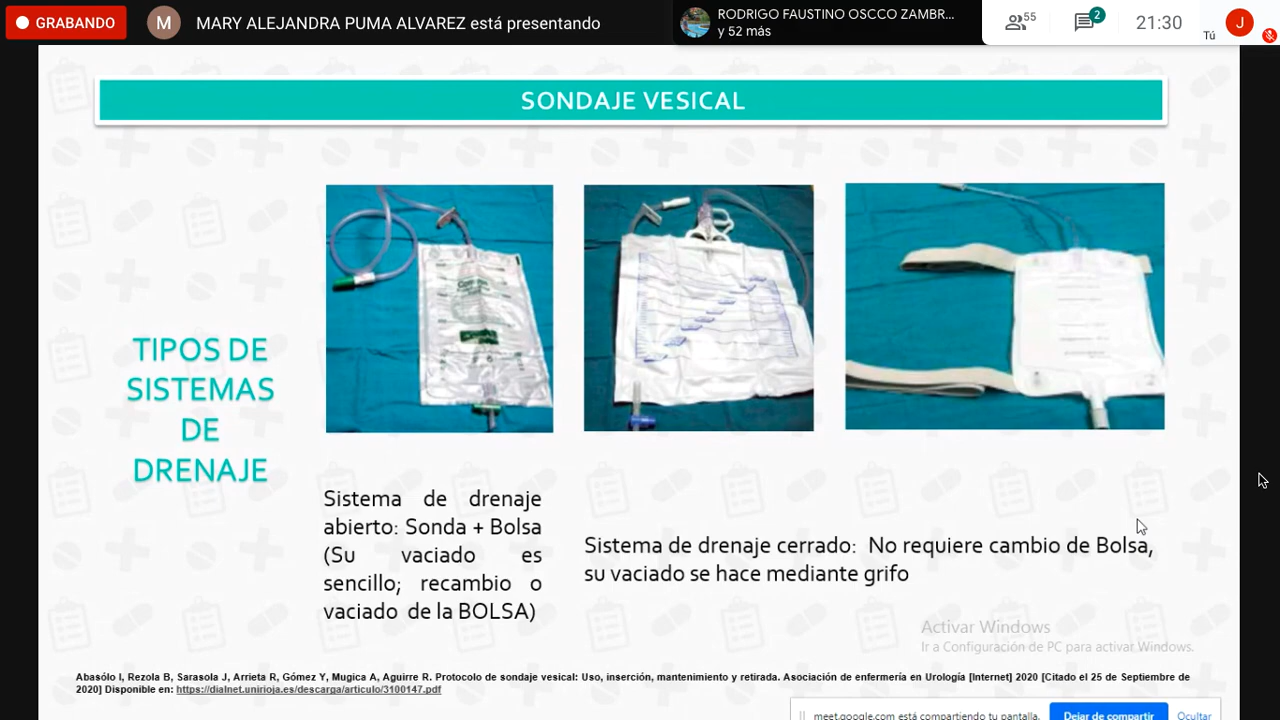 GRABANDO
M
MARY ALEJANDRA PUMA ALVAREZ está presentando
RODRIGO FAUSTINO OSCCO ZAMBR...
y 52 más
55
2
21:30
Tú
J
SONDAJE VESICAL
TIPOS DE
SISTEMAS
DE
DRENAJE
Sistema de drenaje
abierto: Sonda + Bolsa
(Su vaciado es
sencillo; recambio o
vaciado de la BOLSA)
Sistema de drenaje cerrado: No requiere cambio de Bolsa,
su vaciado se hace mediante grifo
Activar Windows
Ir a Configuración de PC para activar Windows.
Abasólo I, Rezola B, Sarasola J, Arrieta R, Gómez Y, Mugica A, Aguirre R. Protocolo de sondaje vesical: Uso, inserción, mantenimiento y retirada. Asociación de enfermería en Urología [Internet] 2020 [Citado el 25 de Septiembre de
2020] Disponible en: https://dialnet.unirioja.es/descarga/articulo/3100147.pdf
meet.google.com está compartiendo tu pantalla.
Dejar de compartir
Ocultar